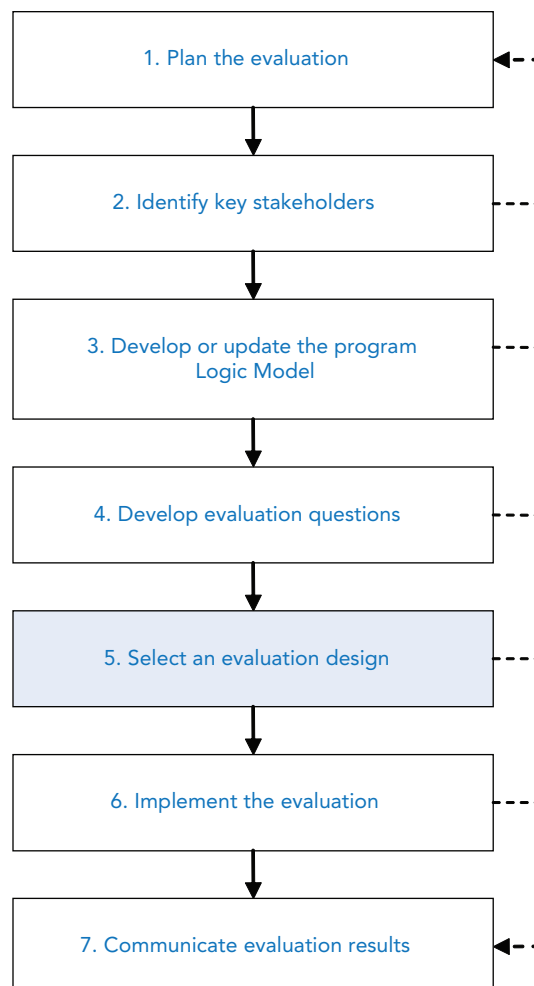 1. Plan the evaluation
2. Identify key stakeholders
3. Develop or update the program
Logic Model
4. Develop evaluation questions
5. Select an evaluation design
6. Implement the evaluation
7. Communicate evaluation results